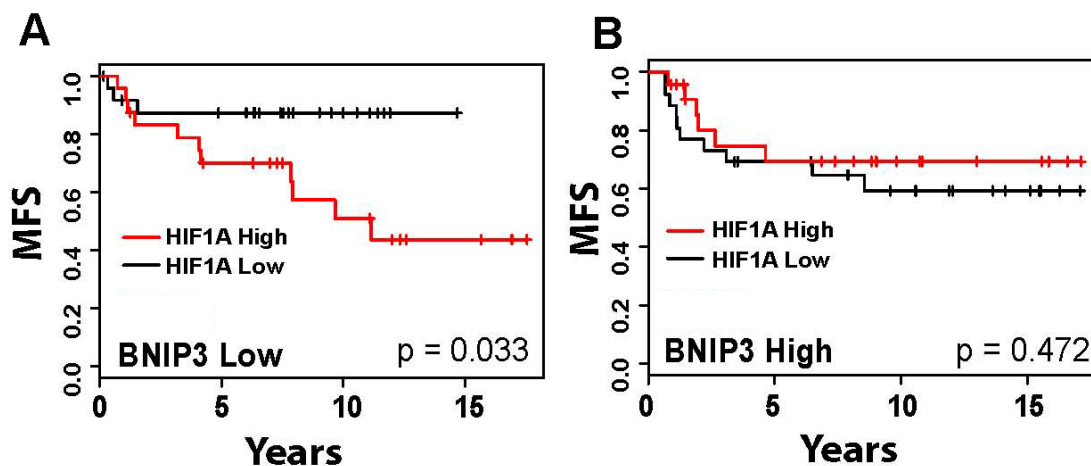 A
MFS
1.0
0.8
0.6
0.4
0.2
0.0
HIF1A High
HIF1A Low
BNIP3 Low
p = 0.033
0
5
10
15
Years
B
MFS
1.0
0.8
0.6
0.4
0.2
0.0
HIF1A High
HIF1A Low
BNIP3 High
p = 0.472
0
5
10
15
Years